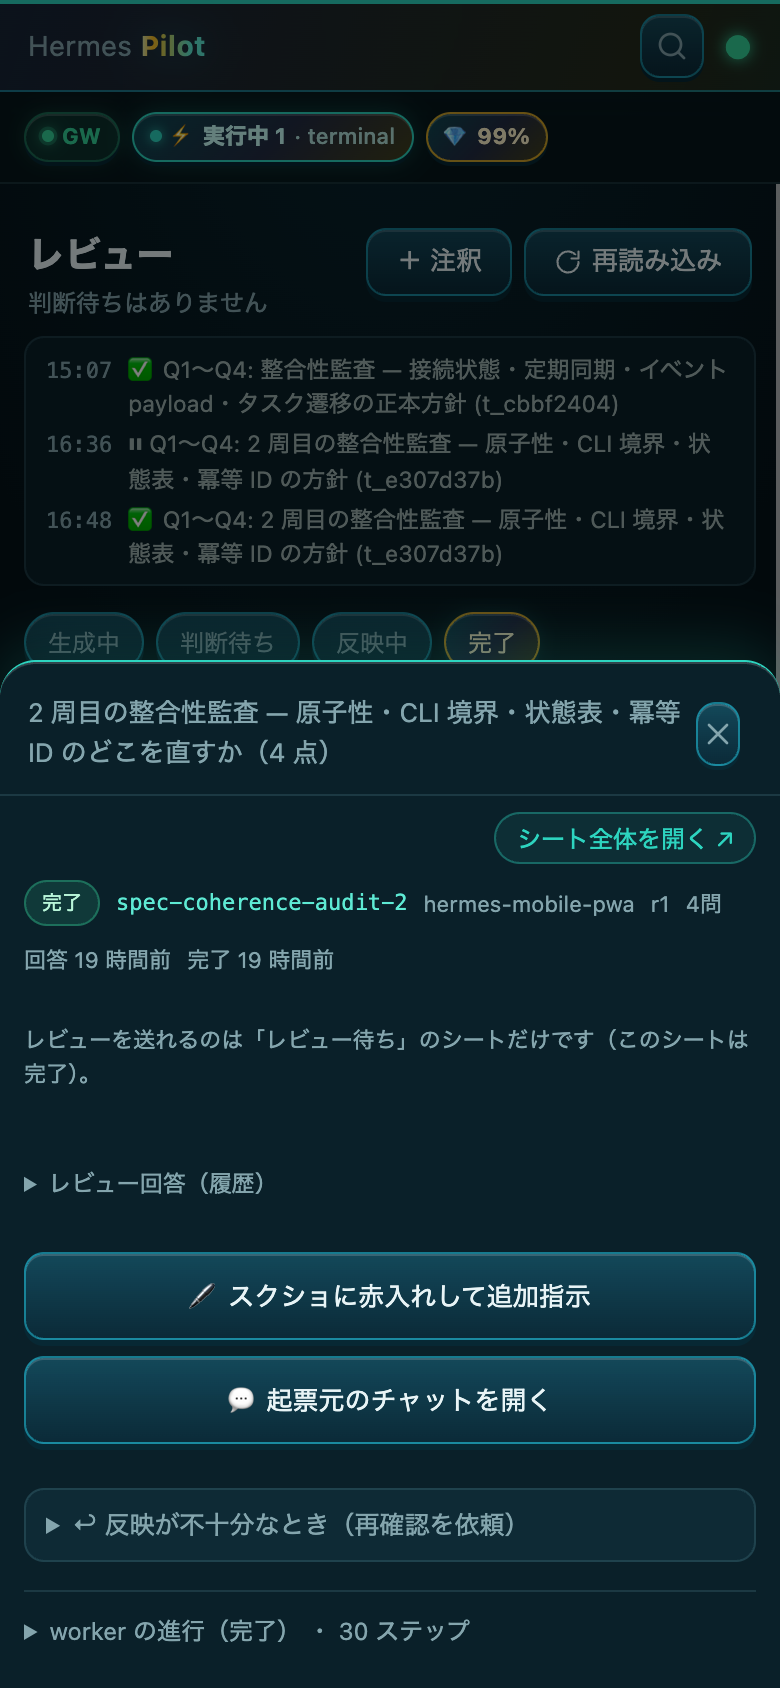 Hermes Pilot
GW
⚡ 実行中 1 · terminal
💎 99%
レビュー
＋ 注釈
再読み込み
判断待ちはありません
15:07 ✅ Q1〜Q4: 整合性監査 — 接続状態・定期同期・イベント
payload・タスク遷移の正本方針 (t_cbbf2404)
16:36 ⏸ Q1〜Q4: 2 周目の整合性監査 — 原子性・CLI 境界・状
態表・冪等 ID の方針 (t_e307d37b)
16:48 ✅ Q1〜Q4: 2 周目の整合性監査 — 原子性・CLI 境界・状
態表・冪等 ID の方針 (t_e307d37b)
生成中
判断待ち
反映中
完了
2 周目の整合性監査 — 原子性・CLI 境界・状態表・冪等
ID のどこを直すか（4 点）
シート全体を開く ↗
完了 spec-coherence-audit-2 hermes-mobile-pwa r1 4問
回答 19 時間前 完了 19 時間前
レビューを送れるのは「レビュー待ち」のシートだけです（このシートは
完了）。
▶ レビュー回答（履歴）
🖋 スクショに赤入れして追加指示
💬 起票元のチャットを開く
▶ ↩ 反映が不十分なとき（再確認を依頼）
▶ worker の進行（完了） · 30 ステップ